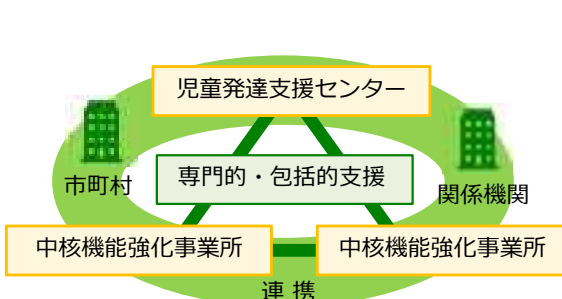 児童発達支援センター
市町村
専門的・包括的支援
関係機関
中核機能強化事業所
中核機能強化事業所
連 携